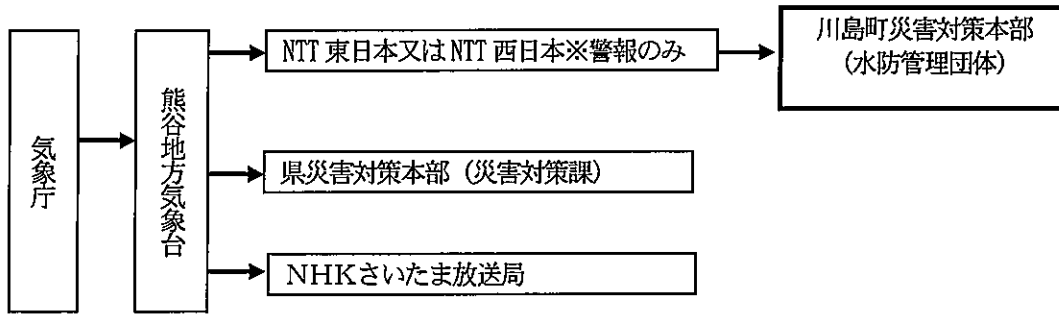 気象庁
熊谷地方気象台
NTT 東日本又は NTT 西日本※警報のみ
川島町災害対策本部
（水防管理団体）
県災害対策本部（災害対策課）
NHKさいたま放送局